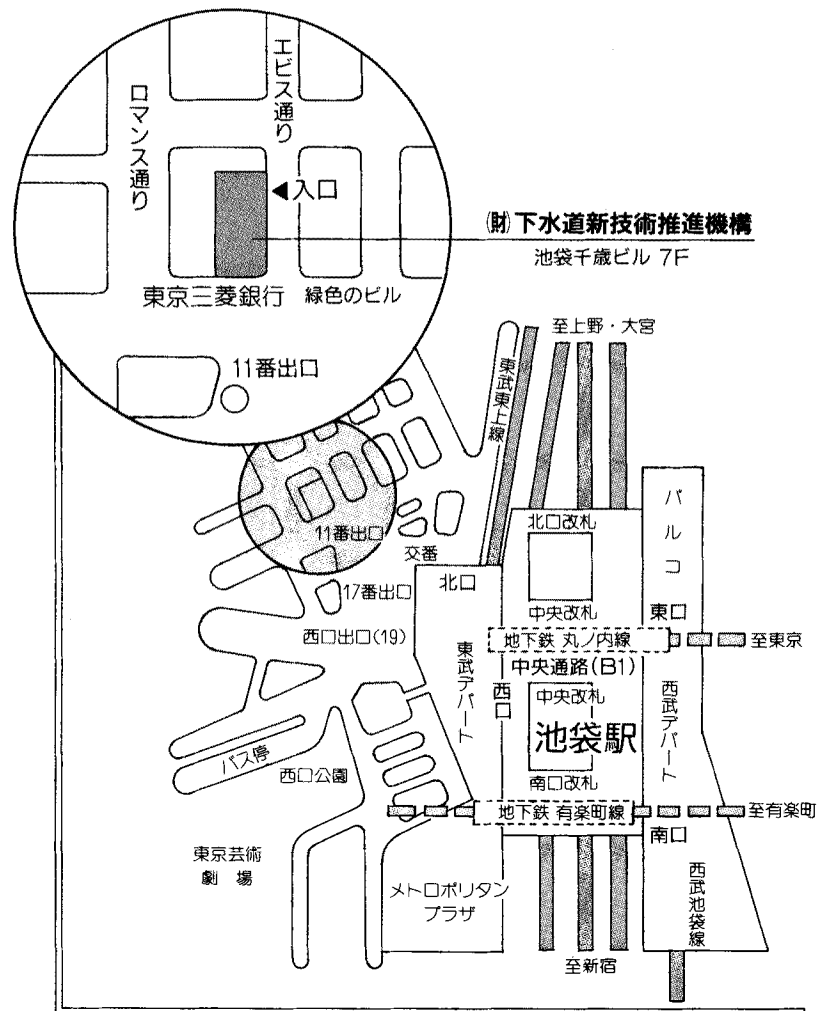 エビス通り
ロマンス通り
◀入口
㈶下水道新技術推進機構
池袋千歳ビル 7F
東京三菱銀行
緑色のビル
11番出口
至上野・大宮
東武東上線
パルコ
北口改札
11番出口
交番
北口
17番出口
中央改札
東口
西口出口(19)
地下鉄 丸ノ内線
至東京
中央通路(B1)
東武デパート
西口
中央改札
西武デパート
池袋駅
バス停
西口公園
南口改札
地下鉄 有楽町線
至有楽町
南口
東京芸術
劇 場
メトロポリタン
プラザ
西武池袋線
至新宿